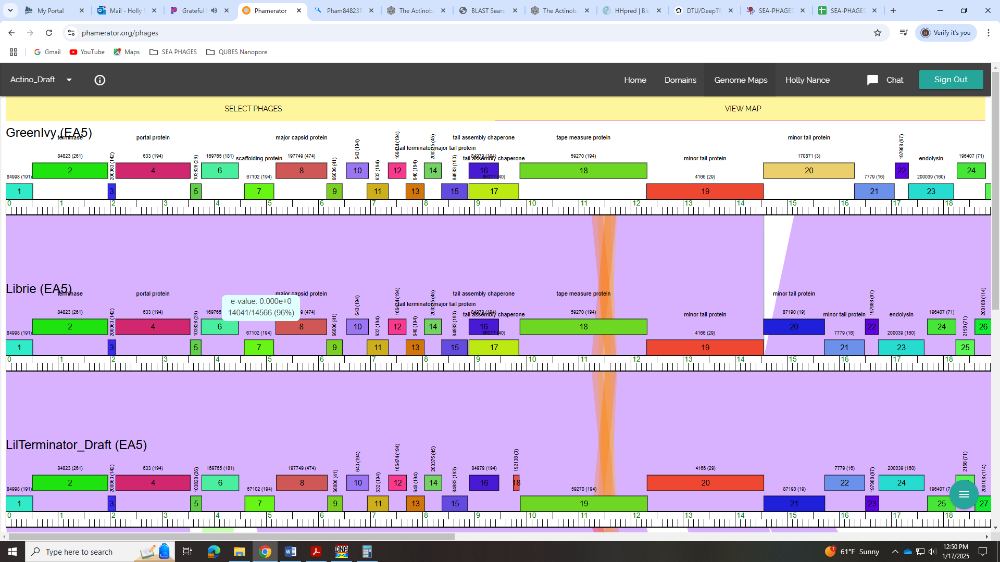 My Portal
Mail - Holly
Grateful
Phamerator
Pham84823R
The Actinoba
BLAST Searc
The Actinoba
HHpred | Bio
DTU/DeepTM
SEA-PHAGES
SEA-PHAGES
phamerator.org/phages
Verify it's you
Gmail
YouTube
Maps
SEA PHAGES
QUBES Nanopore
Actino_Draft
Home
Domains
Genome Maps
Holly Nance
Chat
Sign Out
SELECT PHAGES
VIEW MAP
GreenIvy (EA5)
terminase
portal protein
major capsid protein
tail assembly chaperone
tape measure protein
minor tail protein
tail terminator
major tail protein
scaffolding protein
tail assembly chaperone
minor tail protein
endolysin
84823 (261)
200063 (142)
633 (194)
103828 (26)
169765 (181)
197749 (474)
66006 (41)
643 (194)
632 (194)
166474 (194)
640 (194)
200375 (45)
84983 (193)
84979 (194)
59270 (194)
170871 (3)
197988 (97)
196407 (71)
2 4 6 8 10 12 14 16 18 20 22 24
84998 (191)
67102 (194)
86217 (40)
4166 (29)
7779 (16)
200039 (160)
1 3 5 7 9 11 13 15 17 19 21 23
0 1 2 3 4 5 6 7 8 9 10 11 12 13 14 15 16 17 18
Librie (EA5)
terminase
portal protein
major capsid protein
tail assembly chaperone
tape measure protein
minor tail protein
e-value: 0.000e+0
14041/14566 (96%)
tail terminator
major tail protein
tail assembly chaperone
minor tail protein
minor tail protein
endolysin
84823 (261)
200063 (142)
633 (194)
103828 (26)
169765
(474)
66006 (41)
643 (194)
632 (194)
166474 (194)
640 (194)
200375 (45)
84983 (193)
84979 (194)
59270 (194)
87190 (19)
197988 (97)
196407 (71)
2158 (71)
200108 (114)
2 4 6 8 10 12 14 16 18 20 22 24 26
84998 (191)
67102 (194)
86217 (40)
4166 (29)
7779 (16)
200039 (160)
1 3 5 7 9 11 13 15 17 19 21 23 25
0 1 2 3 4 5 6 7 8 9 10 11 12 13 14 15 16 17 18
LilTerminator_Draft (EA5)
84823 (261)
200063 (142)
633 (194)
103828 (26)
169765 (181)
197749 (474)
66006 (41)
643 (194)
632 (194)
166474 (194)
640 (194)
200375 (45)
84983 (193)
84979 (194)
192138 (3)
4166 (29)
7779 (16)
197988 (97)
200039 (160)
2158 (71)
200108 (114)
2 4 6 8 10 12 14 16 18 20 22 24
84998 (191)
67102 (194)
59270 (194)
87190 (19)
196407
1 3 5 7 9 11 13 15 19 21 23 25 27
0 1 2 3 4 5 6 7 8 9 10 11 12 13 14 15 16 17 18
Type here to search
DNA
61°F Sunny
12:50 PM
1/17/2025